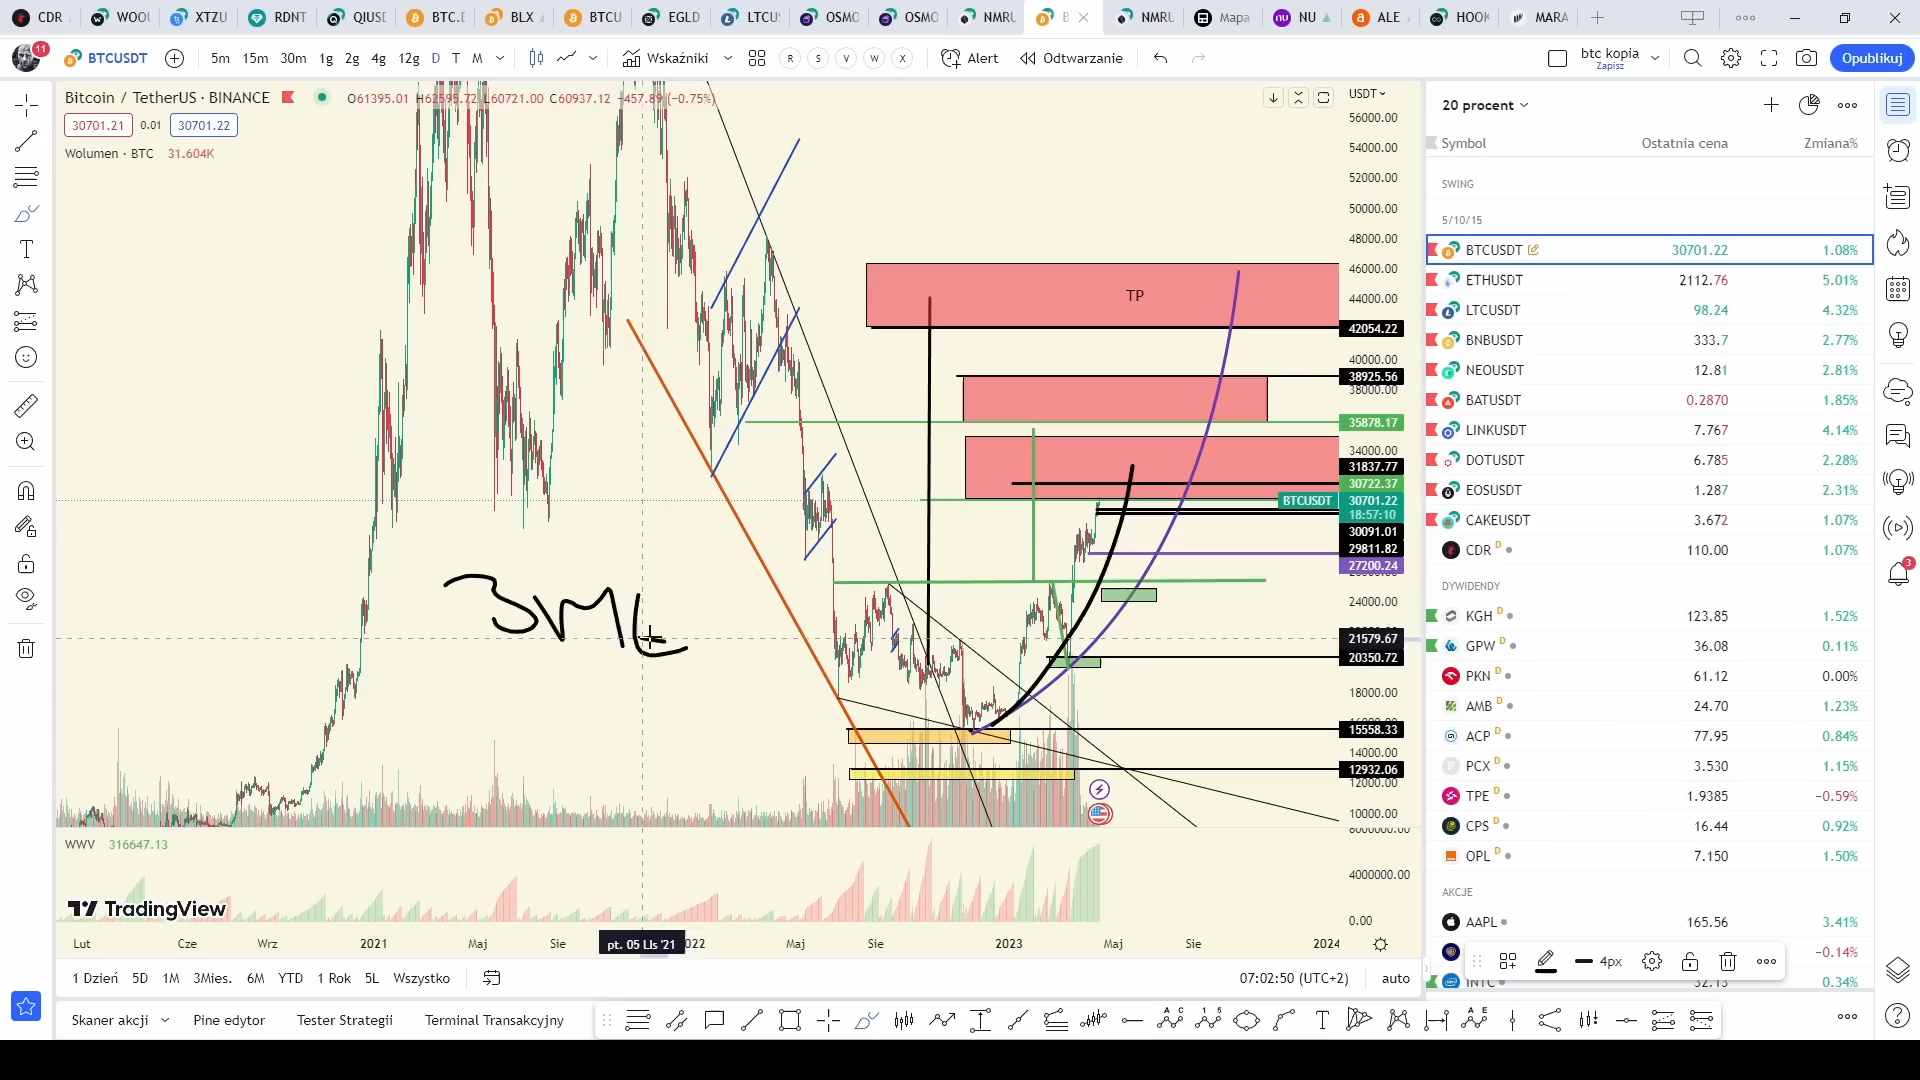 CDR WOOI XTZU RDNT QIUSI BTC.I BLX BTCU EGLD LTCU OSMO OSMO NMRU B NMRU Mapa NU ALE HOOK MARA
11 BTCUSDT 5m 15m 30m 1g 2g 4g 12g D T M Wskaźniki R S V W X Alert Odtwarzanie btc kopia Zapisz Opublikuj
Bitcoin / TetherUS · BINANCE O61395.01 H62595.72 L60721.00 C60937.12 −457.89 (−0.75%)
30701.21 0.01 30701.22
Wolumen · BTC 31.604K
USDT
56000.00
54000.00
52000.00
50000.00
48000.00
46000.00
44000.00
42054.22
40000.00
38925.56
38000.00
35878.17
34000.00
31837.77
30722.37
BTCUSDT 30701.22
18:57:10
30091.01
29811.82
27200.24
24000.00
21579.67
20350.72
18000.00
15558.33
14000.00
12932.06
12000.00
10000.00
TP
WWV 316647.13
8000000.00
4000000.00
0.00
TradingView
Lut Cze Wrz 2021 Maj Sie pt. 05 Lis '21 022 Maj Sie 2023 Maj Sie 2024
1 Dzień 5D 1M 3Mies. 6M YTD 1 Rok 5L Wszystko 07:02:50 (UTC+2) auto
Skaner akcji Pine edytor Tester Strategii Terminal Transakcyjny
20 procent
Symbol Ostatnia cena Zmiana%
SWING
5/10/15
BTCUSDT 30701.22 1.08%
ETHUSDT 2112.76 5.01%
LTCUSDT 98.24 4.32%
BNBUSDT 333.7 2.77%
NEOUSDT 12.81 2.81%
BATUSDT 0.2870 1.85%
LINKUSDT 7.767 4.14%
DOTUSDT 6.785 2.28%
EOSUSDT 1.287 2.31%
CAKEUSDT 3.672 1.07%
CDR D 110.00 1.07%
DYWIDENDY
KGH D 123.85 1.52%
GPW D 36.08 0.11%
PKN D 61.12 0.00%
AMB D 24.70 1.23%
ACP D 77.95 0.84%
PCX D 3.530 1.15%
TPE D 1.9385 −0.59%
CPS D 16.44 0.92%
OPL D 7.150 1.50%
AKCJE
AAPL 165.56 3.41%
−0.14%
4px
INTC 32.13 0.34%
3